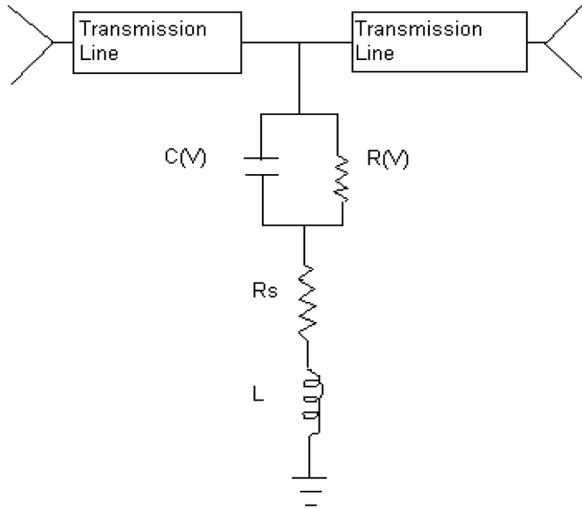 Transmission
Line
Transmission
Line
C(V)
R(V)
Rs
L